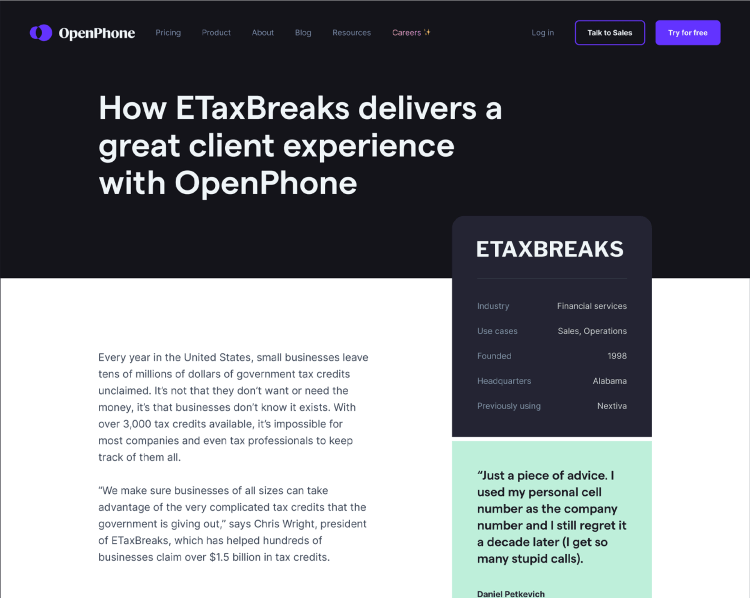 OpenPhone Pricing Product About Blog Resources Careers ✨ Log in Talk to Sales Try for free
How ETaxBreaks delivers a
great client experience
with OpenPhone
ETAXBREAKS
Industry Financial services
Use cases Sales, Operations
Founded 1998
Headquarters Alabama
Previously using Nextiva
Every year in the United States, small businesses leave
tens of millions of dollars of government tax credits
unclaimed. It's not that they don't want or need the
money, it's that businesses don't know it exists. With
over 3,000 tax credits available, it's impossible for
most companies and even tax professionals to keep
track of them all.
"We make sure businesses of all sizes can take
advantage of the very complicated tax credits that the
government is giving out," says Chris Wright, president
of ETaxBreaks, which has helped hundreds of
businesses claim over $1.5 billion in tax credits.
“Just a piece of advice. I
used my personal cell
number as the company
number and I still regret it
a decade later (I get so
many stupid calls).
Daniel Petkevich